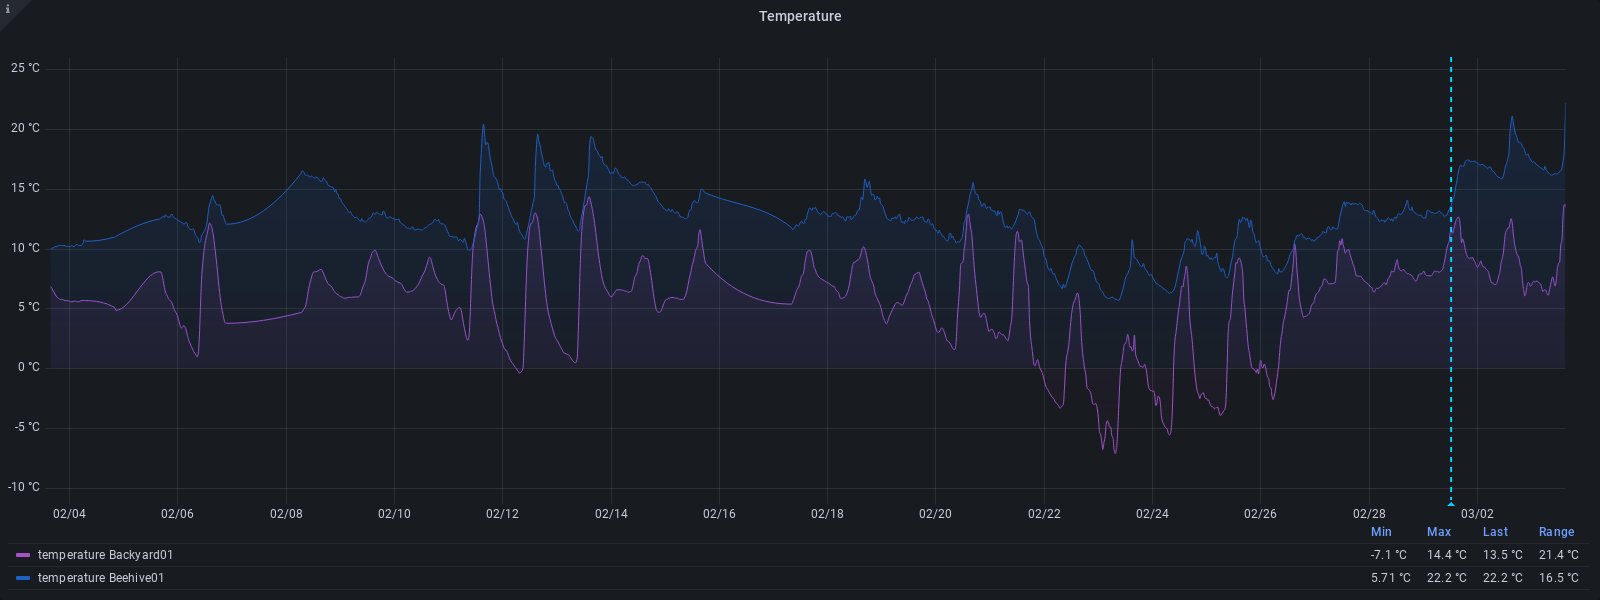 i
Temperature
25 °C
20 °C
15 °C
10 °C
5 °C
0 °C
-5 °C
-10 °C
02/04 02/06 02/08 02/10 02/12 02/14 02/16 02/18 02/20 02/22 02/24 02/26 02/28 03/02
Min Max Last Range
temperature Backyard01 -7.1 °C 14.4 °C 13.5 °C 21.4 °C
temperature Beehive01 5.71 °C 22.2 °C 22.2 °C 16.5 °C